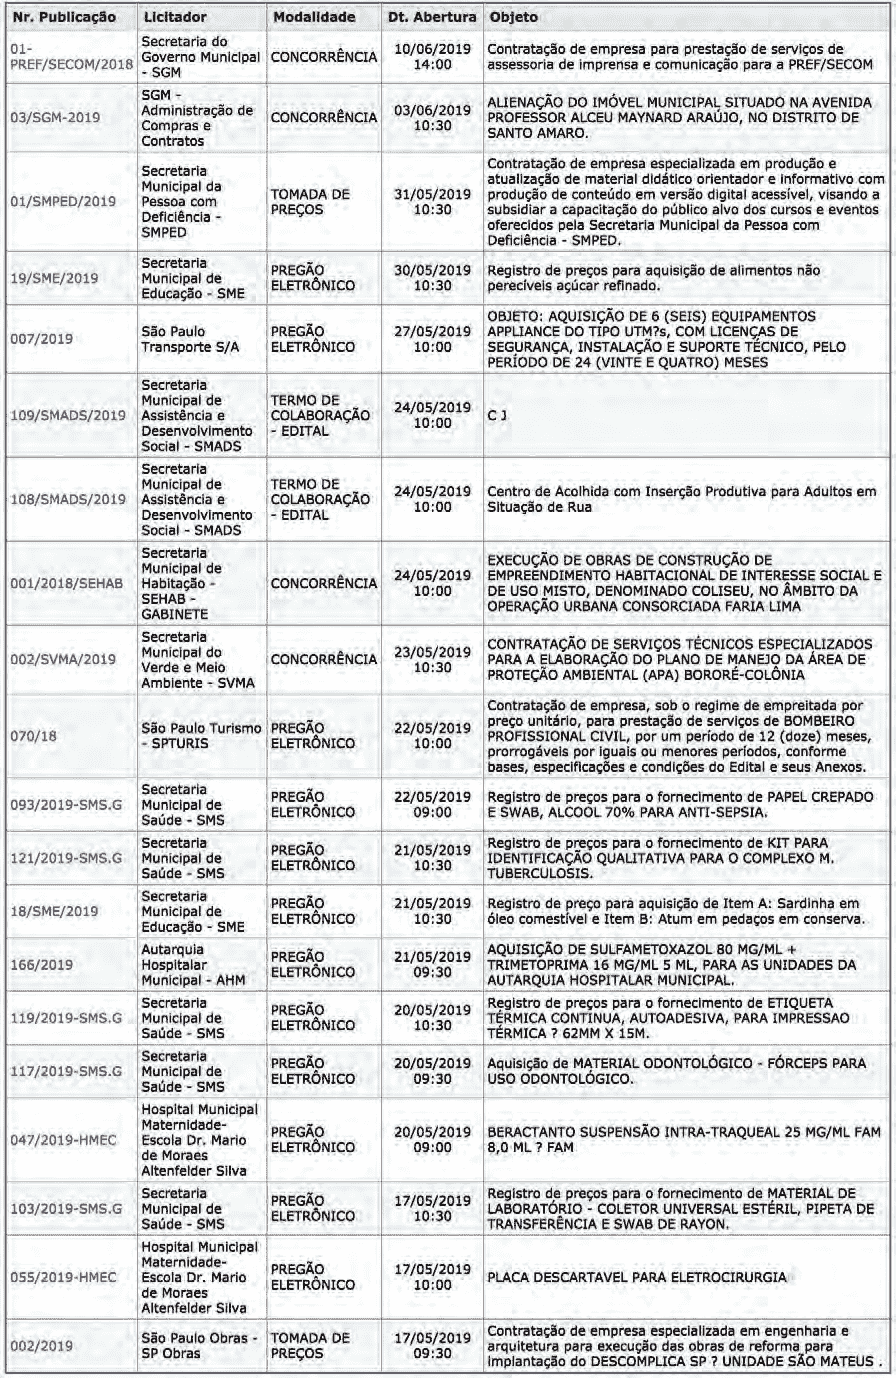 Nr. Publicação Licitador Modalidade Dt. Abertura Objeto
01-
PREF/SECOM/2018
Secretaria do
Governo Municipal
- SGM
CONCORRÊNCIA
10/06/2019
14:00
Contratação de empresa para prestação de serviços de
assessoria de imprensa e comunicação para a PREF/SECOM
03/SGM-2019
SGM -
Administração de
Compras e
Contratos
CONCORRÊNCIA
03/06/2019
10:30
ALIENAÇÃO DO IMÓVEL MUNICIPAL SITUADO NA AVENIDA
PROFESSOR ALCEU MAYNARD ARAÚJO, NO DISTRITO DE
SANTO AMARO.
01/SMPED/2019
Secretaria
Municipal da
Pessoa com
Deficiência -
SMPED
TOMADA DE
PREÇOS
31/05/2019
10:30
Contratação de empresa especializada em produção e
atualização de material didático orientador e informativo com
produção de conteúdo em versão digital acessível, visando a
subsidiar a capacitação do público alvo dos cursos e eventos
oferecidos pela Secretaria Municipal da Pessoa com
Deficiência - SMPED.
19/SME/2019
Secretaria
Municipal de
Educação - SME
PREGÃO
ELETRÔNICO
30/05/2019
10:30
Registro de preços para aquisição de alimentos não
perecíveis açúcar refinado.
007/2019
São Paulo
Transporte S/A
PREGÃO
ELETRÔNICO
27/05/2019
10:00
OBJETO: AQUISIÇÃO DE 6 (SEIS) EQUIPAMENTOS
APPLIANCE DO TIPO UTM?s, COM LICENÇAS DE
SEGURANÇA, INSTALAÇÃO E SUPORTE TÉCNICO, PELO
PERÍODO DE 24 (VINTE E QUATRO) MESES
109/SMADS/2019
Secretaria
Municipal de
Assistência e
Desenvolvimento
Social - SMADS
TERMO DE
COLABORAÇÃO
- EDITAL
24/05/2019
10:00
C J
108/SMADS/2019
Secretaria
Municipal de
Assistência e
Desenvolvimento
Social - SMADS
TERMO DE
COLABORAÇÃO
- EDITAL
24/05/2019
10:00
Centro de Acolhida com Inserção Produtiva para Adultos em
Situação de Rua
001/2018/SEHAB
Secretaria
Municipal de
Habitação -
SEHAB -
GABINETE
CONCORRÊNCIA
24/05/2019
10:00
EXECUÇÃO DE OBRAS DE CONSTRUÇÃO DE
EMPREENDIMENTO HABITACIONAL DE INTERESSE SOCIAL E
DE USO MISTO, DENOMINADO COLISEU, NO ÂMBITO DA
OPERAÇÃO URBANA CONSORCIADA FARIA LIMA
002/SVMA/2019
Secretaria
Municipal do
Verde e Meio
Ambiente - SVMA
CONCORRÊNCIA
23/05/2019
10:30
CONTRATAÇÃO DE SERVIÇOS TÉCNICOS ESPECIALIZADOS
PARA A ELABORAÇÃO DO PLANO DE MANEJO DA ÁREA DE
PROTEÇÃO AMBIENTAL (APA) BORORÉ-COLÔNIA
070/18
São Paulo Turismo
- SPTURIS
PREGÃO
ELETRÔNICO
22/05/2019
10:00
Contratação de empresa, sob o regime de empreitada por
preço unitário, para prestação de serviços de BOMBEIRO
PROFISSIONAL CIVIL, por um período de 12 (doze) meses,
prorrogáveis por iguais ou menores períodos, conforme
bases, especificações e condições do Edital e seus Anexos.
093/2019-SMS.G
Secretaria
Municipal de
Saúde - SMS
PREGÃO
ELETRÔNICO
22/05/2019
09:00
Registro de preços para o fornecimento de PAPEL CREPADO
E SWAB, ALCOOL 70% PARA ANTI-SEPSIA.
121/2019-SMS.G
Secretaria
Municipal de
Saúde - SMS
PREGÃO
ELETRÔNICO
21/05/2019
10:30
Registro de preços para o fornecimento de KIT PARA
IDENTIFICAÇÃO QUALITATIVA PARA O COMPLEXO M.
TUBERCULOSIS.
18/SME/2019
Secretaria
Municipal de
Educação - SME
PREGÃO
ELETRÔNICO
21/05/2019
10:30
Registro de preço para aquisição de Item A: Sardinha em
óleo comestível e Item B: Atum em pedaços em conserva.
166/2019
Autarquia
Hospitalar
Municipal - AHM
PREGÃO
ELETRÔNICO
21/05/2019
09:30
AQUISIÇÃO DE SULFAMETOXAZOL 80 MG/ML +
TRIMETOPRIMA 16 MG/ML 5 ML, PARA AS UNIDADES DA
AUTARQUIA HOSPITALAR MUNICIPAL.
119/2019-SMS.G
Secretaria
Municipal de
Saúde - SMS
PREGÃO
ELETRÔNICO
20/05/2019
10:30
Registro de preços para o fornecimento de ETIQUETA
TÉRMICA CONTINUA, AUTOADESIVA, PARA IMPRESSAO
TÉRMICA ? 62MM X 15M.
117/2019-SMS.G
Secretaria
Municipal de
Saúde - SMS
PREGÃO
ELETRÔNICO
20/05/2019
09:30
Aquisição de MATERIAL ODONTOLÓGICO - FÓRCEPS PARA
USO ODONTOLÓGICO.
047/2019-HMEC
Hospital Municipal
Maternidade-
Escola Dr. Mario
de Moraes
Altenfelder Silva
PREGÃO
ELETRÔNICO
20/05/2019
09:00
BERACTANTO SUSPENSÃO INTRA-TRAQUEAL 25 MG/ML FAM
8,0 ML ? FAM
103/2019-SMS.G
Secretaria
Municipal de
Saúde - SMS
PREGÃO
ELETRÔNICO
17/05/2019
10:30
Registro de preços para o fornecimento de MATERIAL DE
LABORATÓRIO - COLETOR UNIVERSAL ESTÉRIL, PIPETA DE
TRANSFERÊNCIA E SWAB DE RAYON.
055/2019-HMEC
Hospital Municipal
Maternidade-
Escola Dr. Mario
de Moraes
Altenfelder Silva
PREGÃO
ELETRÔNICO
17/05/2019
10:00
PLACA DESCARTAVEL PARA ELETROCIRURGIA
002/2019
São Paulo Obras -
SP Obras
TOMADA DE
PREÇOS
17/05/2019
09:30
Contratação de empresa especializada em engenharia e
arquitetura para execução das obras de reforma para
implantação do DESCOMPLICA SP ? UNIDADE SÃO MATEUS .